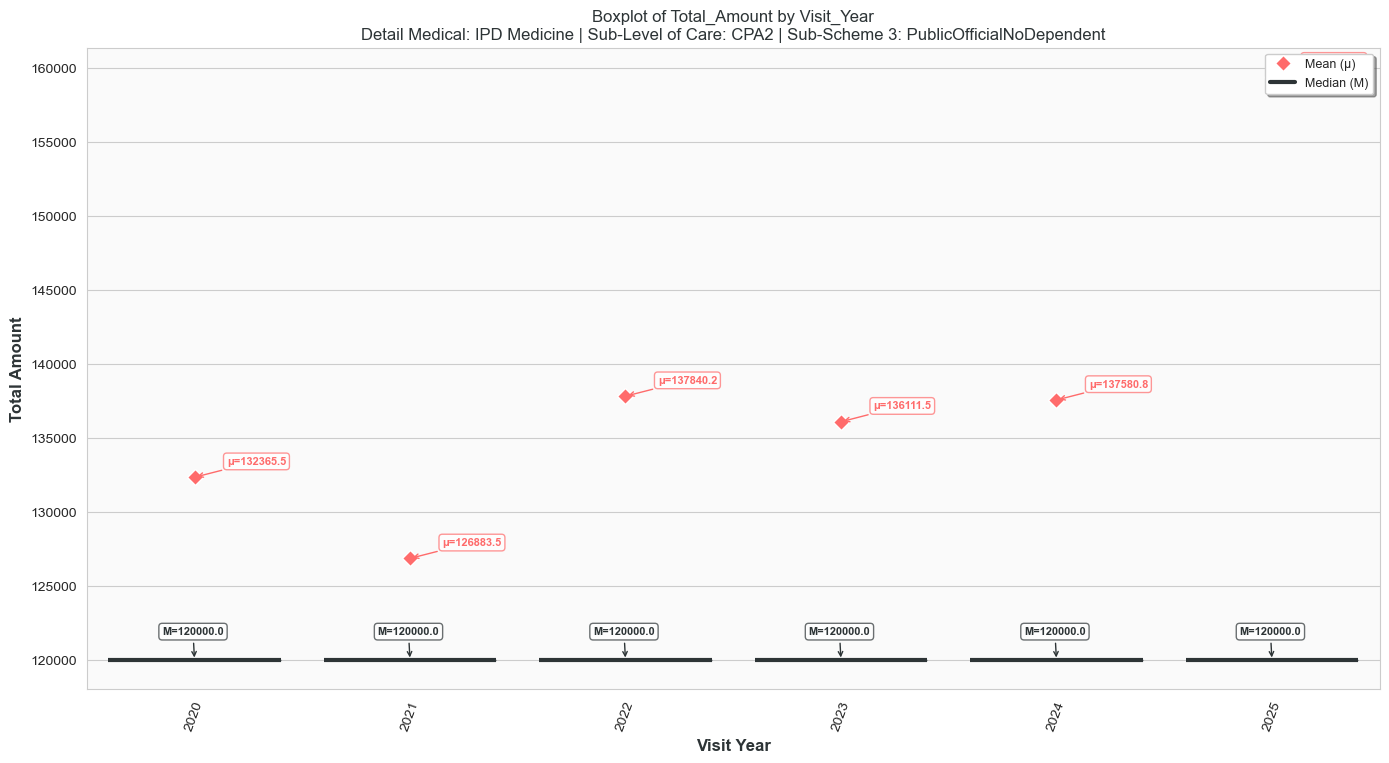 Boxplot of Total_Amount by Visit_Year
Detail Medical: IPD Medicine | Sub-Level of Care: CPA2 | Sub-Scheme 3: PublicOfficialNoDependent
Mean (μ)
Median (M)
160000
155000
150000
145000
140000
135000
130000
125000
120000
Total Amount
μ=132365.5
μ=126883.5
μ=137840.2
μ=136111.5
μ=137580.8
M=120000.0
M=120000.0
M=120000.0
M=120000.0
M=120000.0
M=120000.0
2020
2021
2022
2023
2024
2025
Visit Year